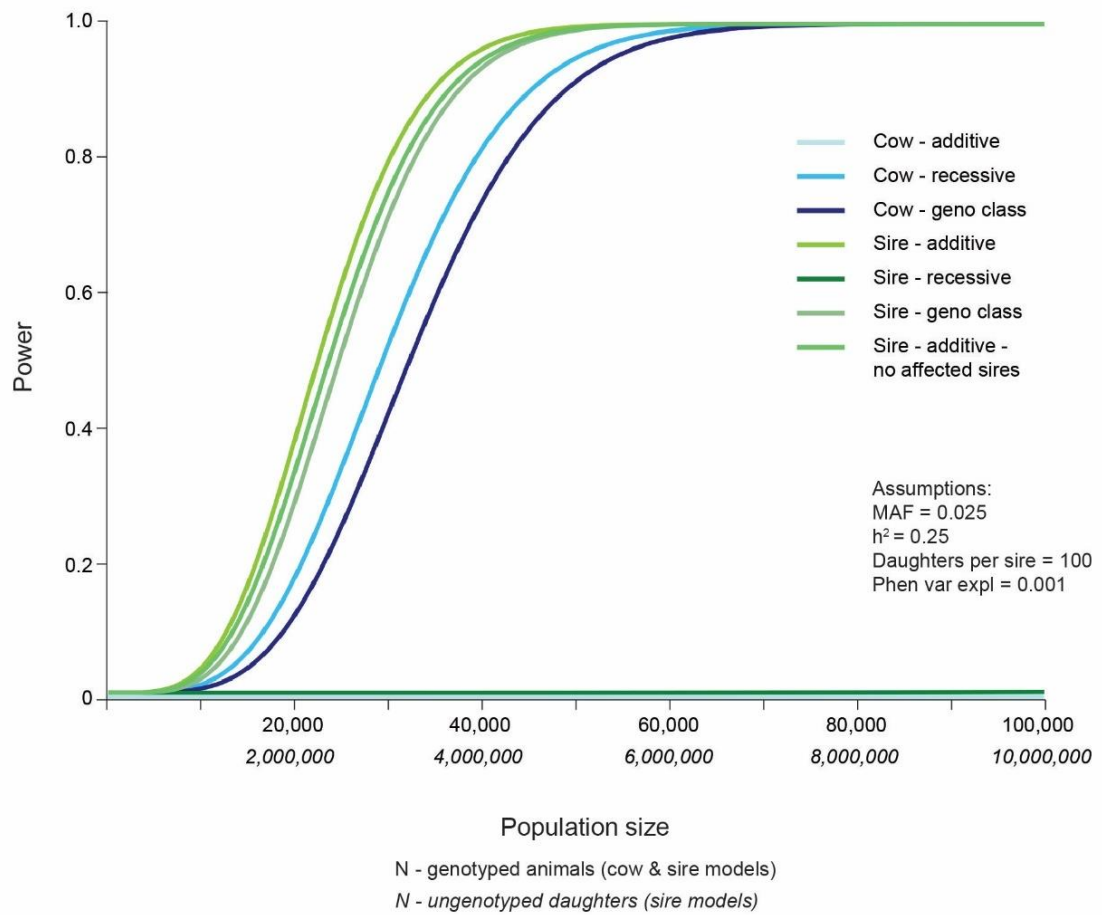 1.0
0.8
0.6
0.4
0.2
0
Power
Cow - additive
Cow - recessive
Cow - geno class
Sire - additive
Sire - recessive
Sire - geno class
Sire - additive -
no affected sires
Assumptions:
MAF = 0.025
h² = 0.25
Daughters per sire = 100
Phen var expl = 0.001
20,000 40,000 60,000 80,000 100,000
2,000,000 4,000,000 6,000,000 8,000,000 10,000,000
Population size
N - genotyped animals (cow & sire models)
N - ungenotyped daughters (sire models)